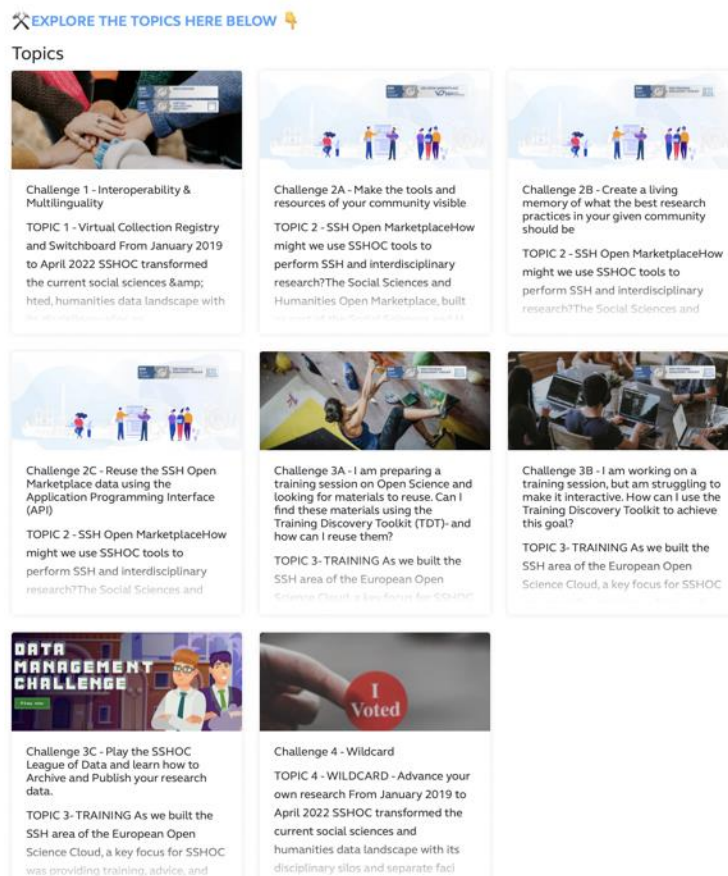 EXPLORE THE TOPICS HERE BELOW
Topics
Challenge 1 - Interoperability &
Multilinguality
TOPIC 1 - Virtual Collection Registry
and Switchboard From January 2019
to April 2022 SSHOC transformed
the current social sciences &amp;
hted, humanities data landscape with
Challenge 2A - Make the tools and
resources of your community visible
TOPIC 2 - SSH Open MarketplaceHow
might we use SSHOC tools to
perform SSH and interdisciplinary
research?The Social Sciences and
Humanities Open Marketplace, built
Challenge 2B - Create a living
memory of what the best research
practices in your given community
should be
TOPIC 2 - SSH Open MarketplaceHow
might we use SSHOC tools to
perform SSH and interdisciplinary
research?The Social Sciences and
Challenge 2C - Reuse the SSH Open
Marketplace data using the
Application Programming Interface
(API)
TOPIC 2 - SSH Open MarketplaceHow
might we use SSHOC tools to
perform SSH and interdisciplinary
research?The Social Sciences and
Challenge 3A - I am preparing a
training session on Open Science and
looking for materials to reuse. Can I
find these materials using the
Training Discovery Toolkit (TDT)- and
how can I reuse them?
TOPIC 3- TRAINING As we built the
SSH area of the European Open
Science Cloud, a key focus for SSHOC
Challenge 3B - I am working on a
training session, but am struggling to
make it interactive. How can I use the
Training Discovery Toolkit to achieve
this goal?
TOPIC 3- TRAINING As we built the
SSH area of the European Open
Science Cloud, a key focus for SSHOC
DATA
MANAGEMENT
CHALLENGE
Challenge 3C - Play the SSHOC
League of Data and learn how to
Archive and Publish your research
data.
TOPIC 3- TRAINING As we built the
SSH area of the European Open
Science Cloud, a key focus for SSHOC
was providing training, advice, and
I
Voted
Challenge 4 - Wildcard
TOPIC 4 - WILDCARD - Advance your
own research From January 2019 to
April 2022 SSHOC transformed the
current social sciences and
humanities data landscape with its
disciplinary silos and separate faci